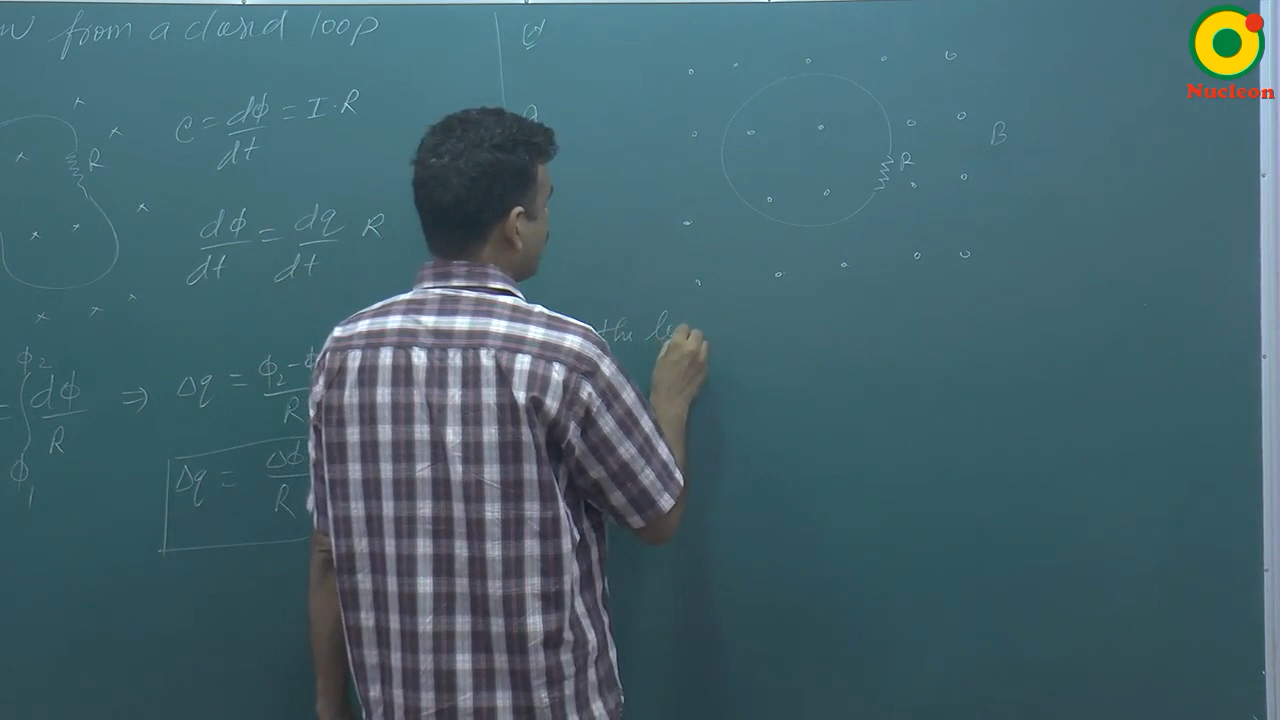 from a closed loop
e = dφ/dt = I·R
R
dφ/dt = dq/dt R
φ2
= ∫ dφ/R ⇒ Δq = φ2 - φ/R
φ1
Δq = Δφ/R
Q
R
B
the
Nucleon